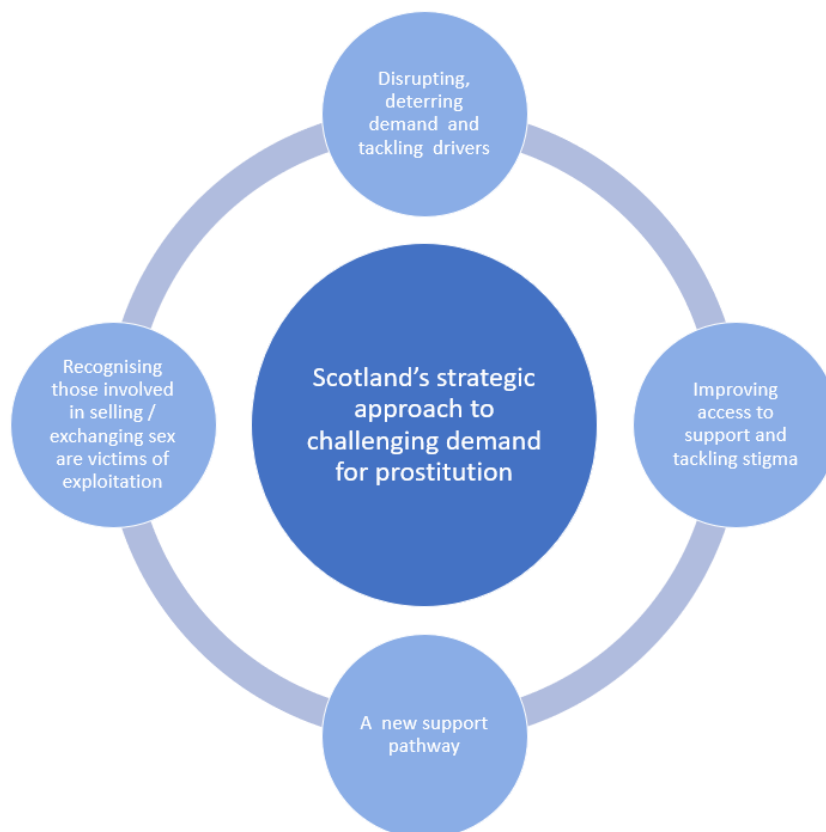 Disrupting,
deterring
demand and
tackling drivers
Recognising
those involved
in selling /
exchanging sex
are victims of
exploitation
Scotland’s strategic
approach to
challenging demand
for prostitution
Improving
access to
support and
tackling stigma
A new support
pathway